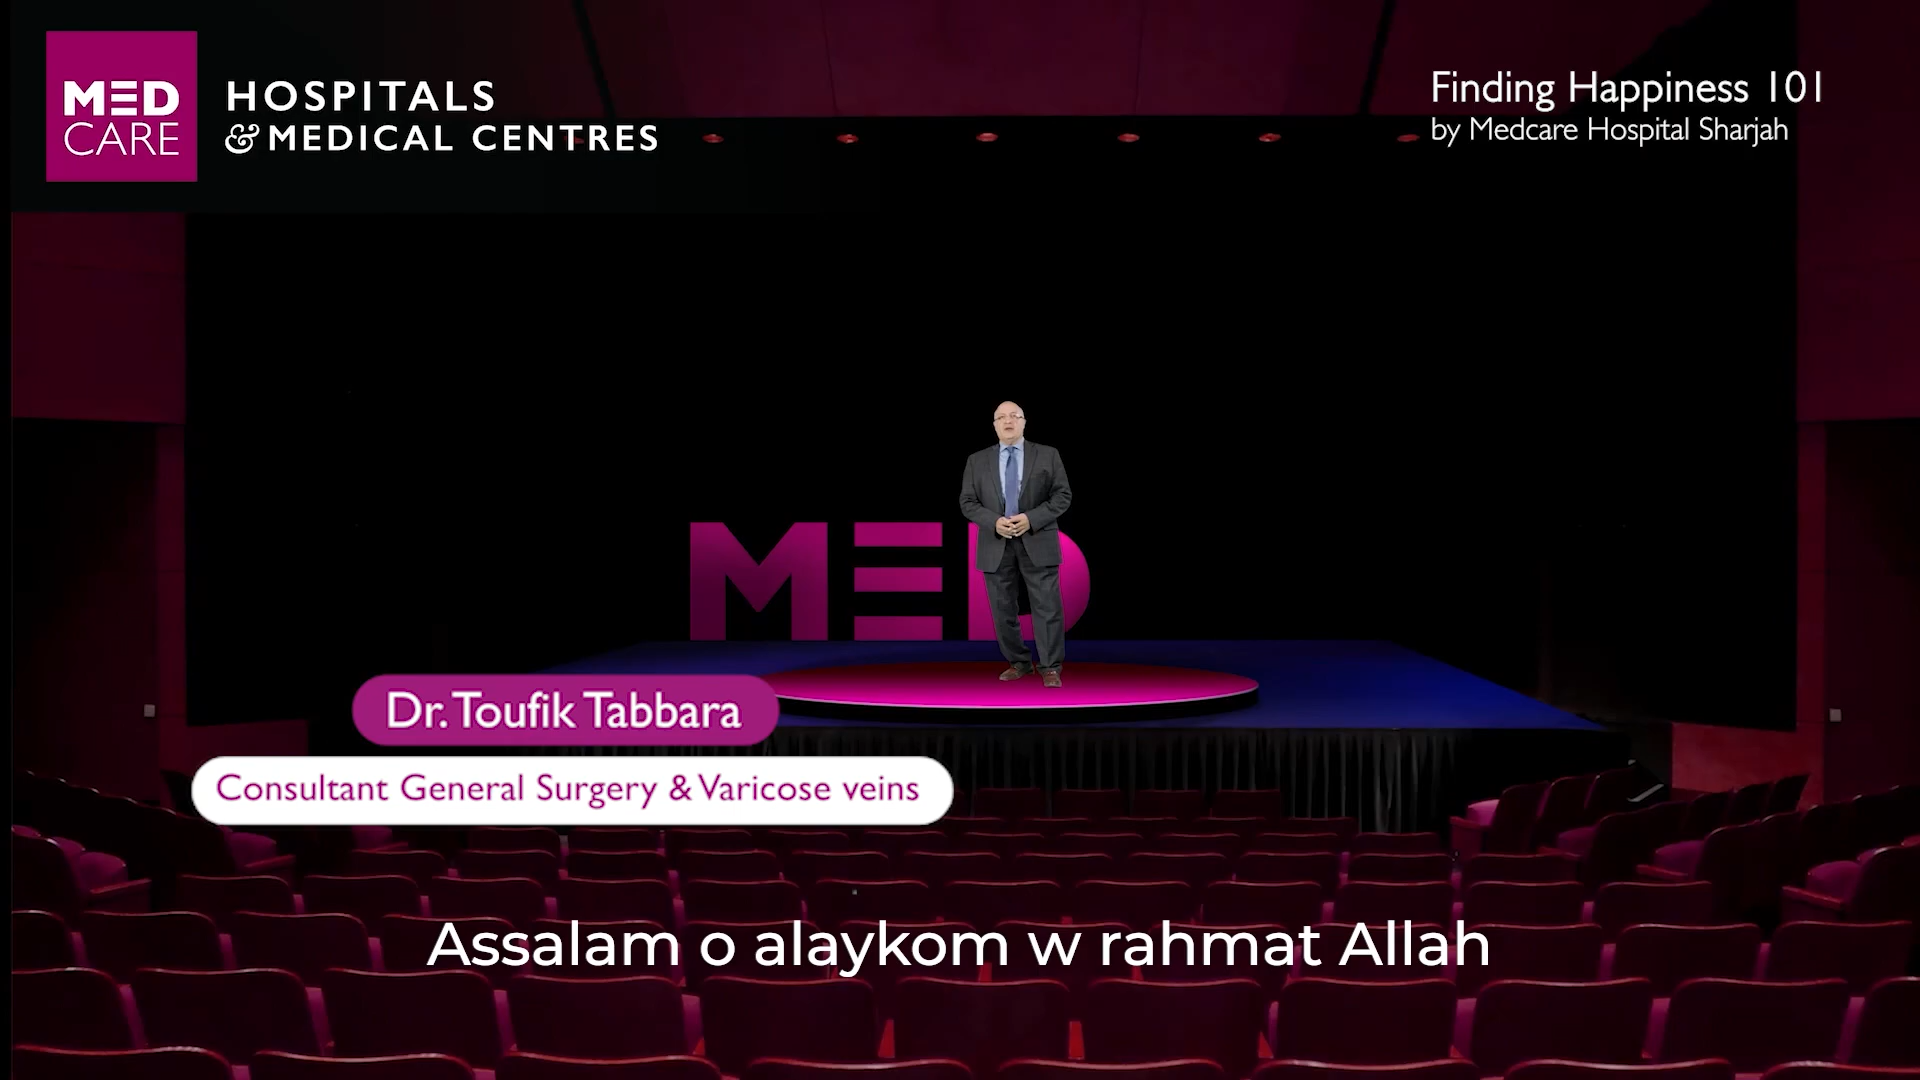 MED
CARE
HOSPITALS
& MEDICAL CENTRES
Finding Happiness 101
by Medcare Hospital Sharjah
MED
Dr. Toufik Tabbara
Consultant General Surgery & Varicose veins
Assalam o alaykom w rahmat Allah